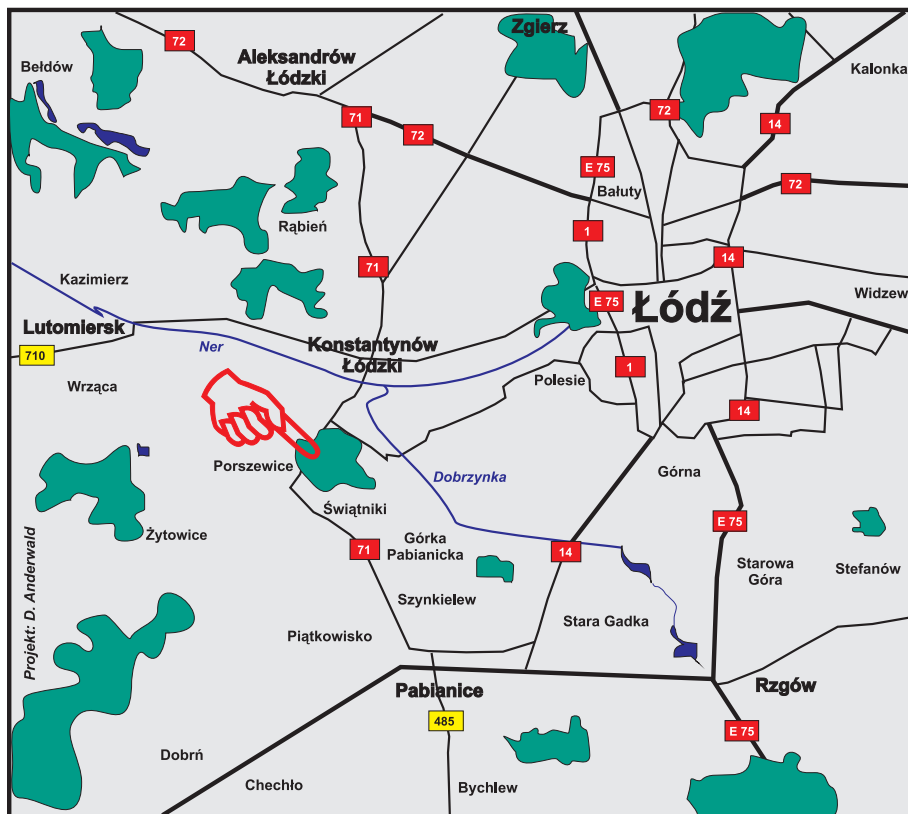 Zgierz
72
Aleksandrów
Łódzki
Bełdów
Kalonka
71
72
72
14
E 75
Bałuty
72
Rąbień
1
71
14
Kazimierz
E 75
Łódź
Widzew
Lutomiersk
Ner
Konstantynów
Łódzki
710
1
Wrząca
Polesie
14
Porszewice
Dobrzynka
Górna
Świątniki
Żytowice
71
Górka
Pabianicka
14
E 75
Starowa
Góra
Stefanów
Szynkielew
Stara Gadka
Piątkowisko
Projekt: D. Anderwald
Pabianice
Rzgów
485
E 75
Dobrń
Chechło
Bychlew